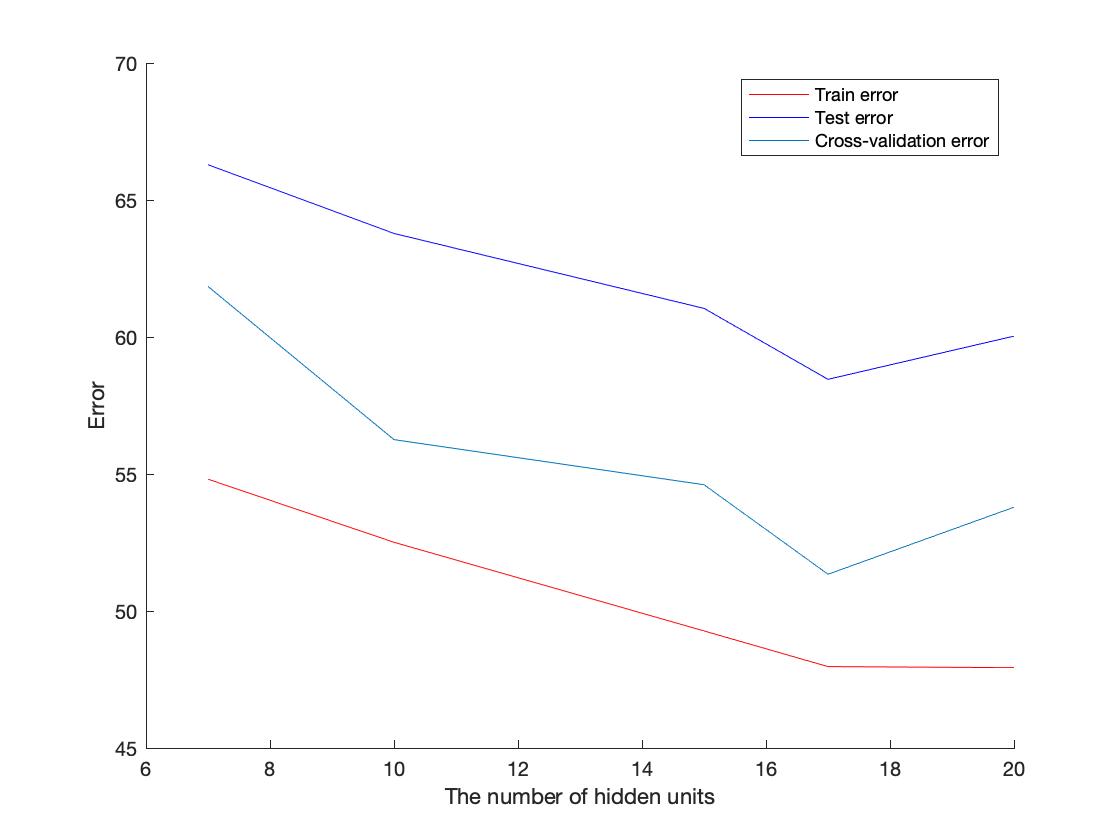 70
65
60
55
50
45
Error
6 8 10 12 14 16 18 20
The number of hidden units
Train error
Test error
Cross-validation error